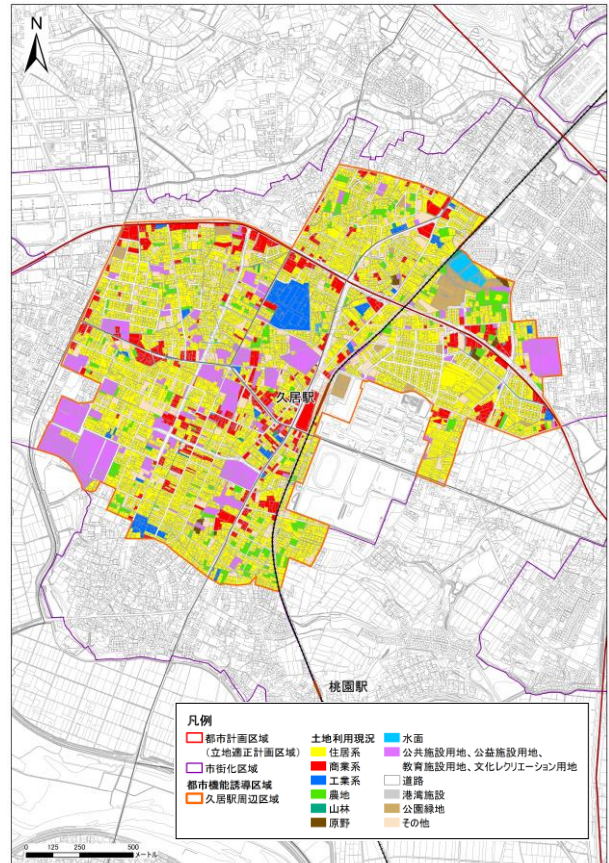 N
久居駅
桃園駅
凡例
都市計画区域
(立地適正計画区域)
市街化区域
都市機能誘導区域
久居駅周辺区域
土地利用現況
住居系
商業系
工業系
農地
山林
原野
水面
公共施設用地、公益施設用地、
教育施設用地、文化レクリエーション用地
道路
港湾施設
公園緑地
その他
0 125 250 500
メートル